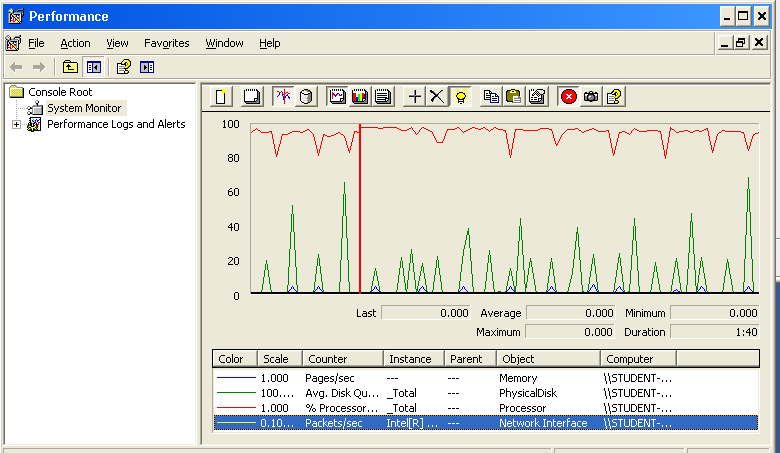 Performance
File Action View Favorites Window Help
Console Root
System Monitor
Performance Logs and Alerts
100
80
60
40
20
0
Last 0.000 Average 0.000 Minimum 0.000
Maximum 0.000 Duration 1:40
Color Scale Counter Instance Parent Object Computer
1.000 Pages/sec --- --- Memory \\STUDENT-...
100.... Avg. Disk Qu... _Total --- PhysicalDisk \\STUDENT-...
1.000 % Processor... _Total --- Processor \\STUDENT-...
0.10... Packets/sec Intel[R] ... --- Network Interface \\STUDENT-...